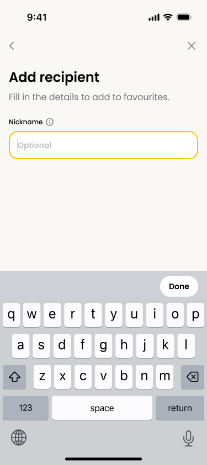 9:41
Add recipient
Fill in the details to add to favourites.
Nickname
Optional
Done
q w e r t y u i o p
a s d f g h j k l
z x c v b n m
123 space return